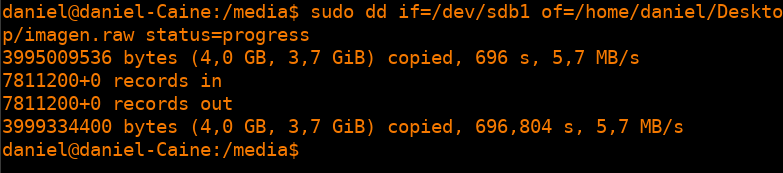 daniel@daniel-Caine:/media$ sudo dd if=/dev/sdb1 of=/home/daniel/Deskto
p/imagen.raw status=progress
3995009536 bytes (4,0 GB, 3,7 GiB) copied, 696 s, 5,7 MB/s
7811200+0 records in
7811200+0 records out
3999334400 bytes (4,0 GB, 3,7 GiB) copied, 696,804 s, 5,7 MB/s
daniel@daniel-Caine:/media$